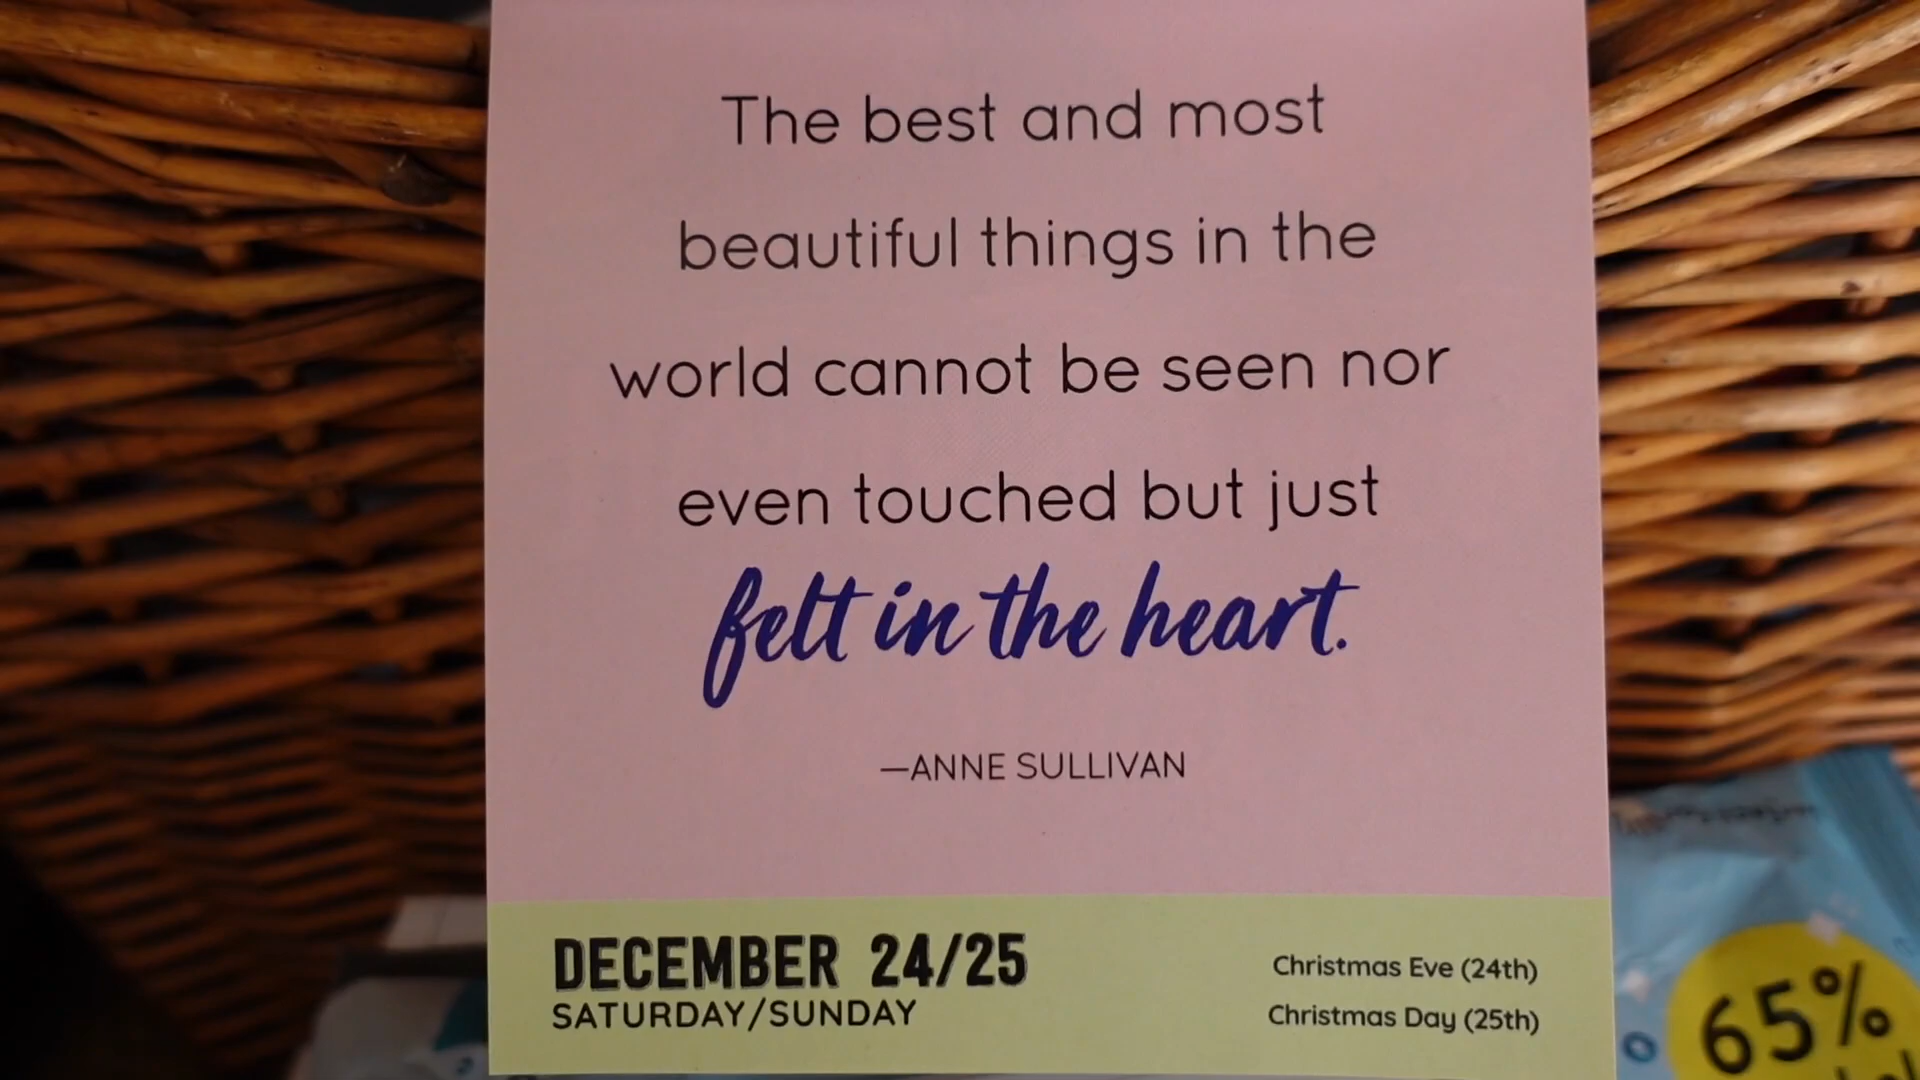 The best and most
beautiful things in the
world cannot be seen nor
even touched but just
felt in the heart.
—ANNE SULLIVAN
DECEMBER 24/25
SATURDAY/SUNDAY
Christmas Eve (24th)
Christmas Day (25th)
65%